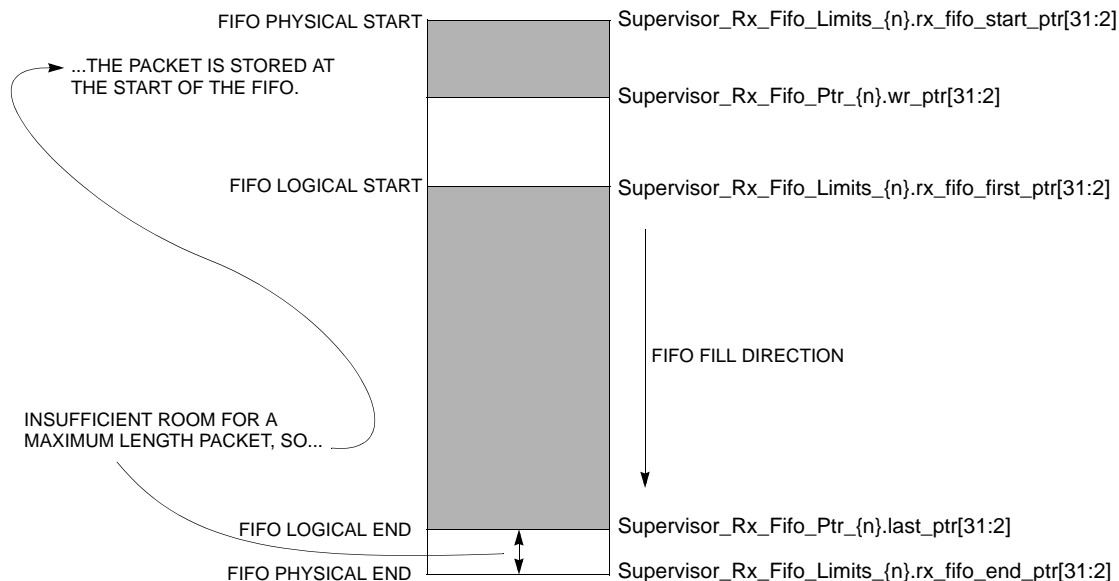 FIFO PHYSICAL START
Supervisor_Rx_Fifo_Limits_{n}.rx_fifo_start_ptr[31:2]
...THE PACKET IS STORED AT
THE START OF THE FIFO.
Supervisor_Rx_Fifo_Ptr_{n}.wr_ptr[31:2]
FIFO LOGICAL START
Supervisor_Rx_Fifo_Limits_{n}.rx_fifo_first_ptr[31:2]
FIFO FILL DIRECTION
INSUFFICIENT ROOM FOR A
MAXIMUM LENGTH PACKET, SO...
FIFO LOGICAL END
Supervisor_Rx_Fifo_Ptr_{n}.last_ptr[31:2]
FIFO PHYSICAL END
Supervisor_Rx_Fifo_Limits_{n}.rx_fifo_end_ptr[31:2]